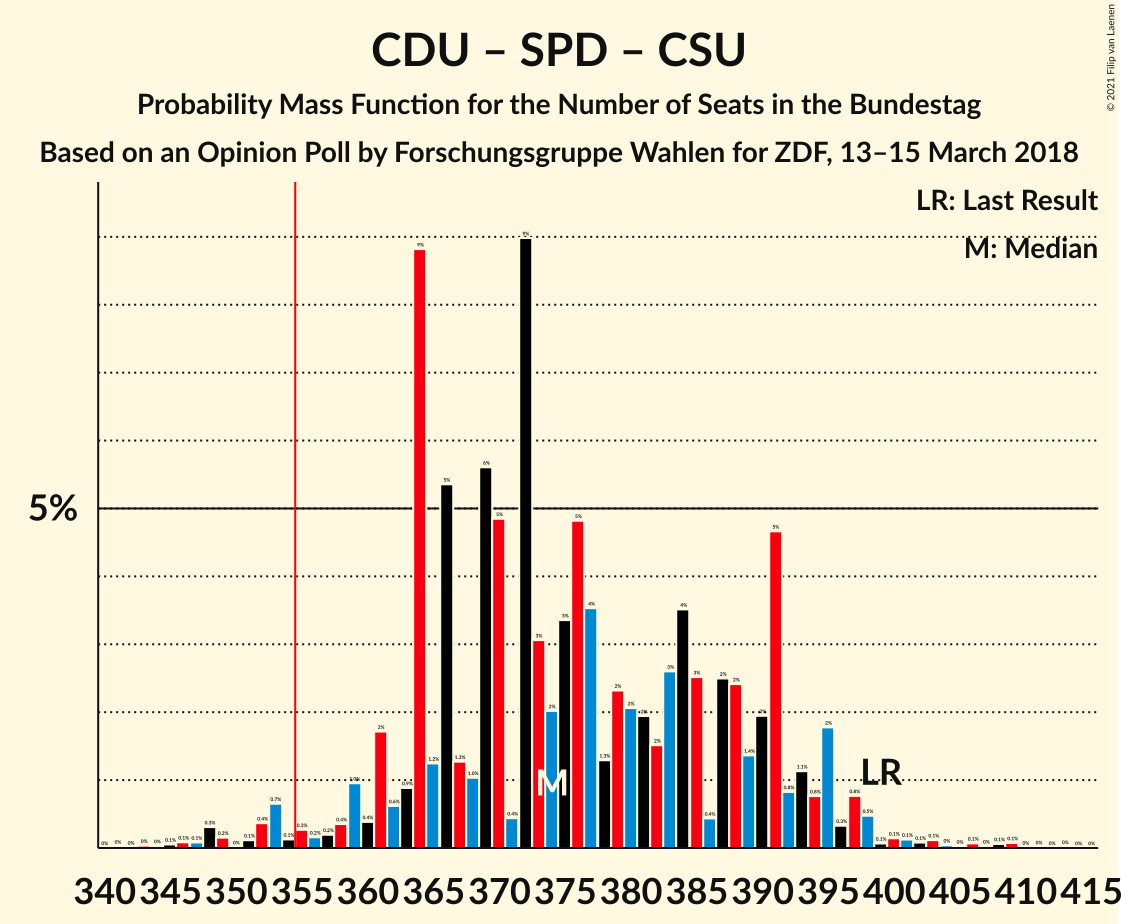 CDU – SPD – CSU
Probability Mass Function for the Number of Seats in the Bundestag
Based on an Opinion Poll by Forschungsgruppe Wahlen for ZDF, 13–15 March 2018
© 2021 Filip van Laenen
LR: Last Result
M: Median
5%
M
LR
340 345 350 355 360 365 370 375 380 385 390 395 400 405 410 415